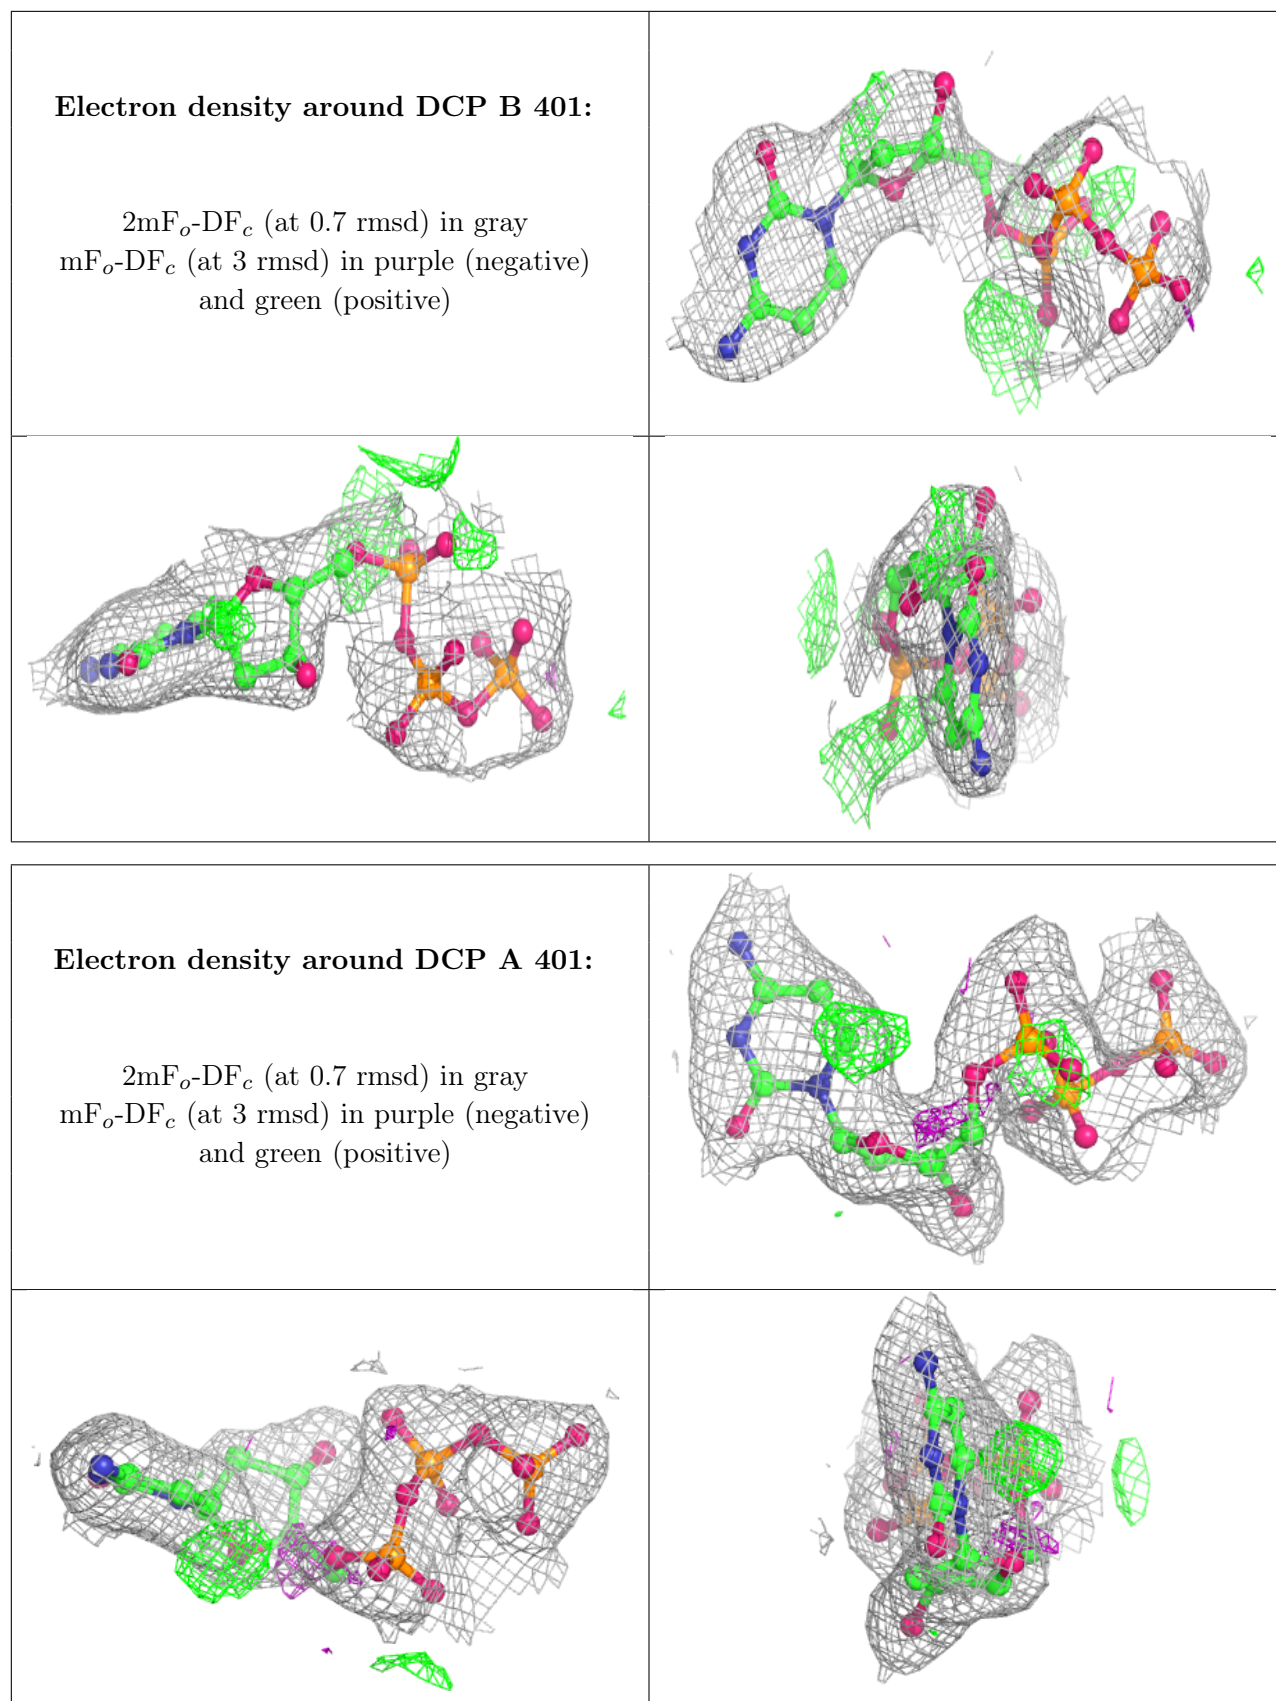 Electron density around DCP B 401:
2mFo-DFc (at 0.7 rmsd) in gray
mFo-DFc (at 3 rmsd) in purple (negative)
and green (positive)
Electron density around DCP A 401:
2mFo-DFc (at 0.7 rmsd) in gray
mFo-DFc (at 3 rmsd) in purple (negative)
and green (positive)